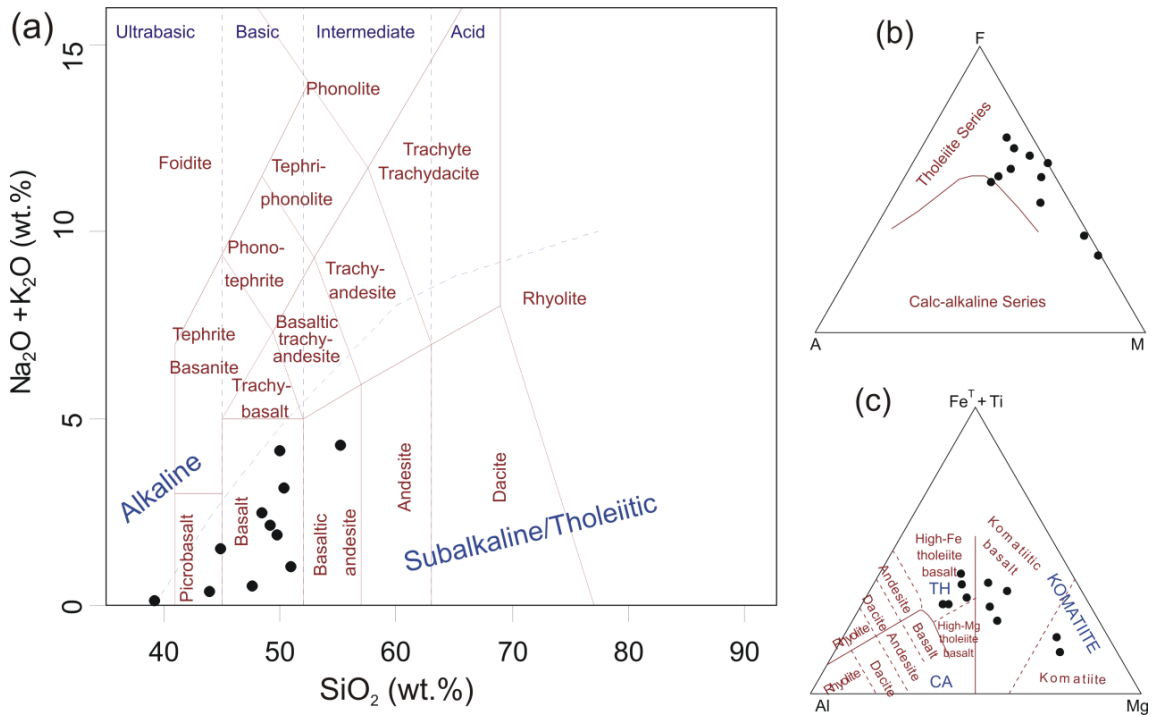 (a)
Ultrabasic Basic Intermediate Acid
Phonolite
Foidite
Tephri-
phonolite
Trachyte
Trachydacite
Phono-
tephrite
Trachy-
andesite
Rhyolite
Tephrite
Basanite
Basaltic
trachy-
andesite
Trachy-
basalt
Alkaline
Picrobasalt
Basalt
Basaltic
andesite
Andesite
Dacite
Subalkaline/Tholeiitic
0 5 10 15
Na₂O + K₂O (wt.%)
40 50 60 70 80 90
SiO₂ (wt.%)
(b)
F
Tholeiite Series
Calc-alkaline Series
A M
(c)
Feᵀ + Ti
High-Fe
tholeiite
basalt
TH
Komatiitic
basalt
KOMATIITE
Andesite
Dacite
Rhyolite
High-Mg
tholeiite
basalt
Basalt
Andesite
Dacite
Rhyolite
CA
Komatiite
Al Mg